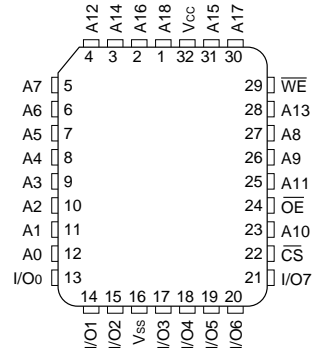 A12 A14 A16 A18 Vcc A15 A17
4 3 2 1 32 31 30
A7 5 29 W̅E̅
A6 6 28 A13
A5 7 27 A8
A4 8 26 A9
A3 9 25 A11
A2 10 24 O̅E̅
A1 11 23 A10
A0 12 22 C̅S̅
I/O0 13 21 I/O7
14 15 16 17 18 19 20
I/O1 I/O2 Vss I/O3 I/O4 I/O5 I/O6